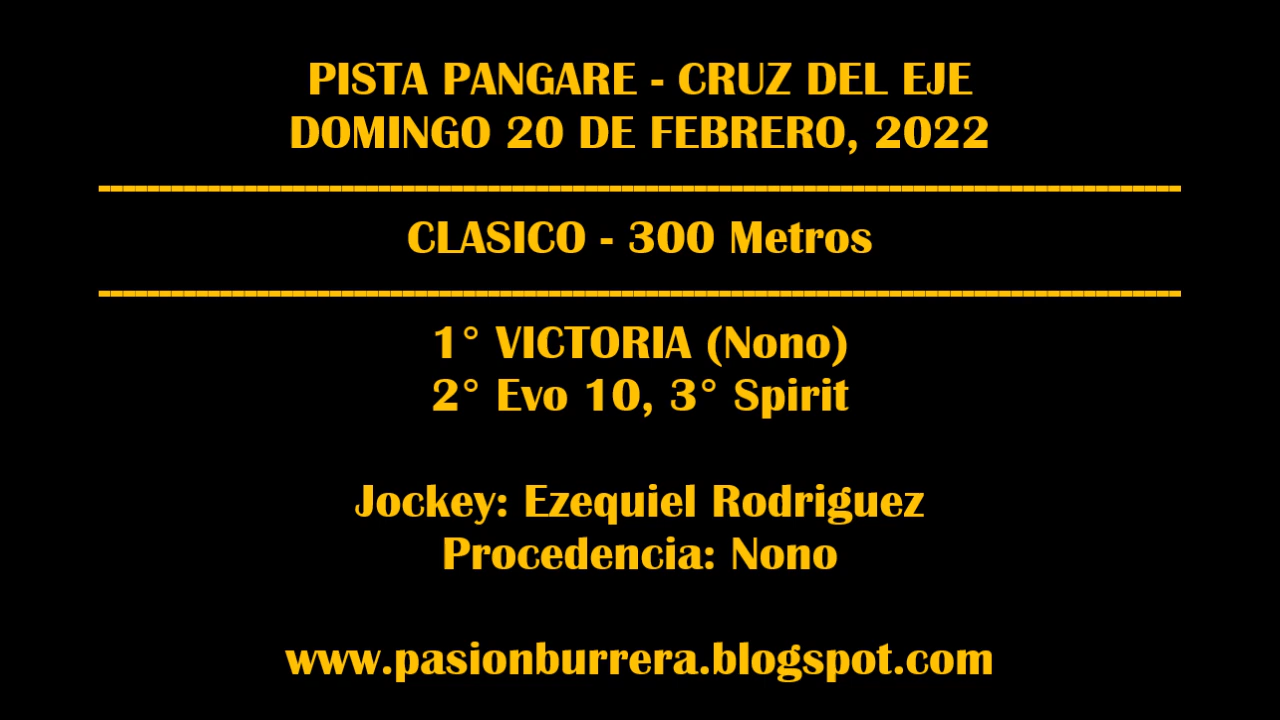 PISTA PANGARE - CRUZ DEL EJE
DOMINGO 20 DE FEBRERO, 2022
CLASICO - 300 Metros
1° VICTORIA (Nono)
2° Evo 10, 3° Spirit
Jockey: Ezequiel Rodriguez
Procedencia: Nono
www.pasionburrera.blogspot.com